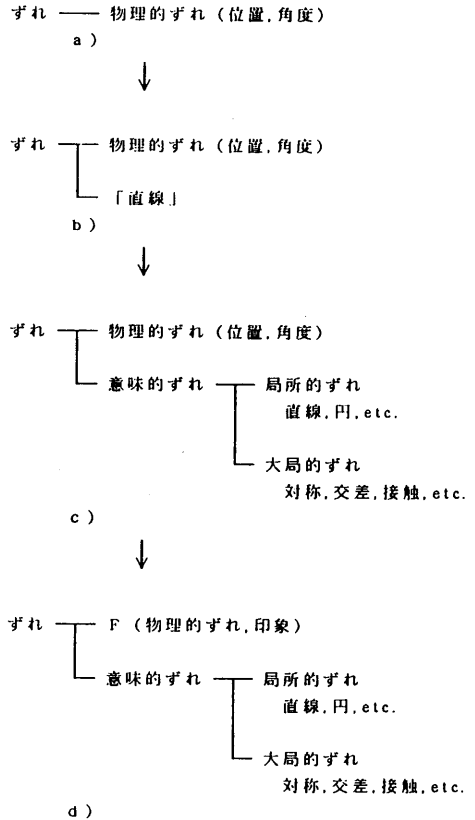 ずれ 物理的ずれ (位置,角度)
a )
ずれ 物理的ずれ (位置,角度)
「直線」
b )
ずれ 物理的ずれ (位置,角度)
意味的ずれ 局所的ずれ
直線,円,etc.
大局的ずれ
対称,交差,接触,etc.
c )
ずれ F (物理的ずれ,印象)
意味的ずれ 局所的ずれ
直線,円,etc.
大局的ずれ
対称,交差,接触,etc.
d )